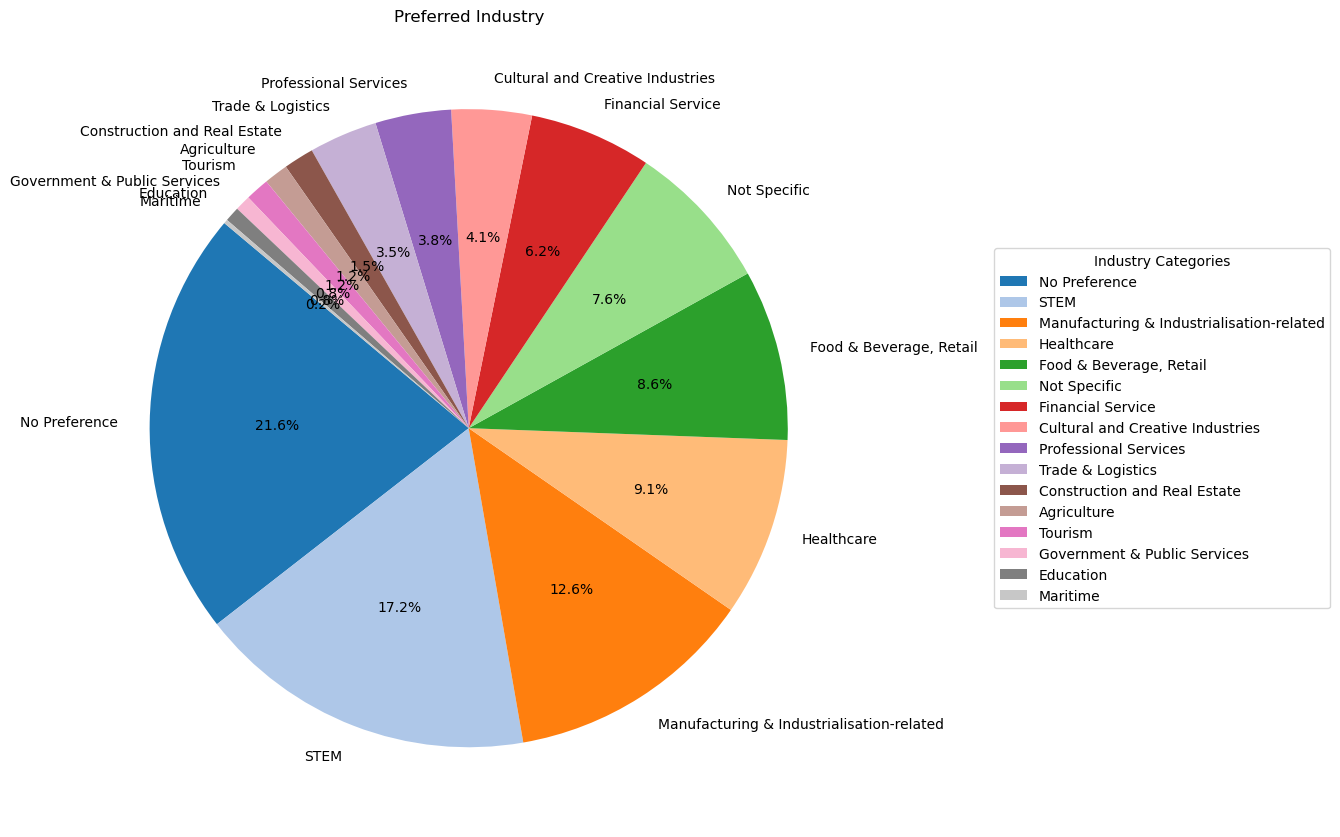 Preferred Industry
Cultural and Creative Industries
Professional Services
Financial Service
Trade & Logistics
Construction and Real Estate
Agriculture
Tourism
Government & Public Services
Education
Maritime
Not Specific
Food & Beverage, Retail
No Preference
Healthcare
Manufacturing & Industrialisation-related
STEM
4.1%
3.8%
6.2%
3.5%
1.5%
1.2%
1.2%
0.8%
0.2%
7.6%
8.6%
21.6%
9.1%
12.6%
17.2%
Industry Categories
No Preference
STEM
Manufacturing & Industrialisation-related
Healthcare
Food & Beverage, Retail
Not Specific
Financial Service
Cultural and Creative Industries
Professional Services
Trade & Logistics
Construction and Real Estate
Agriculture
Tourism
Government & Public Services
Education
Maritime